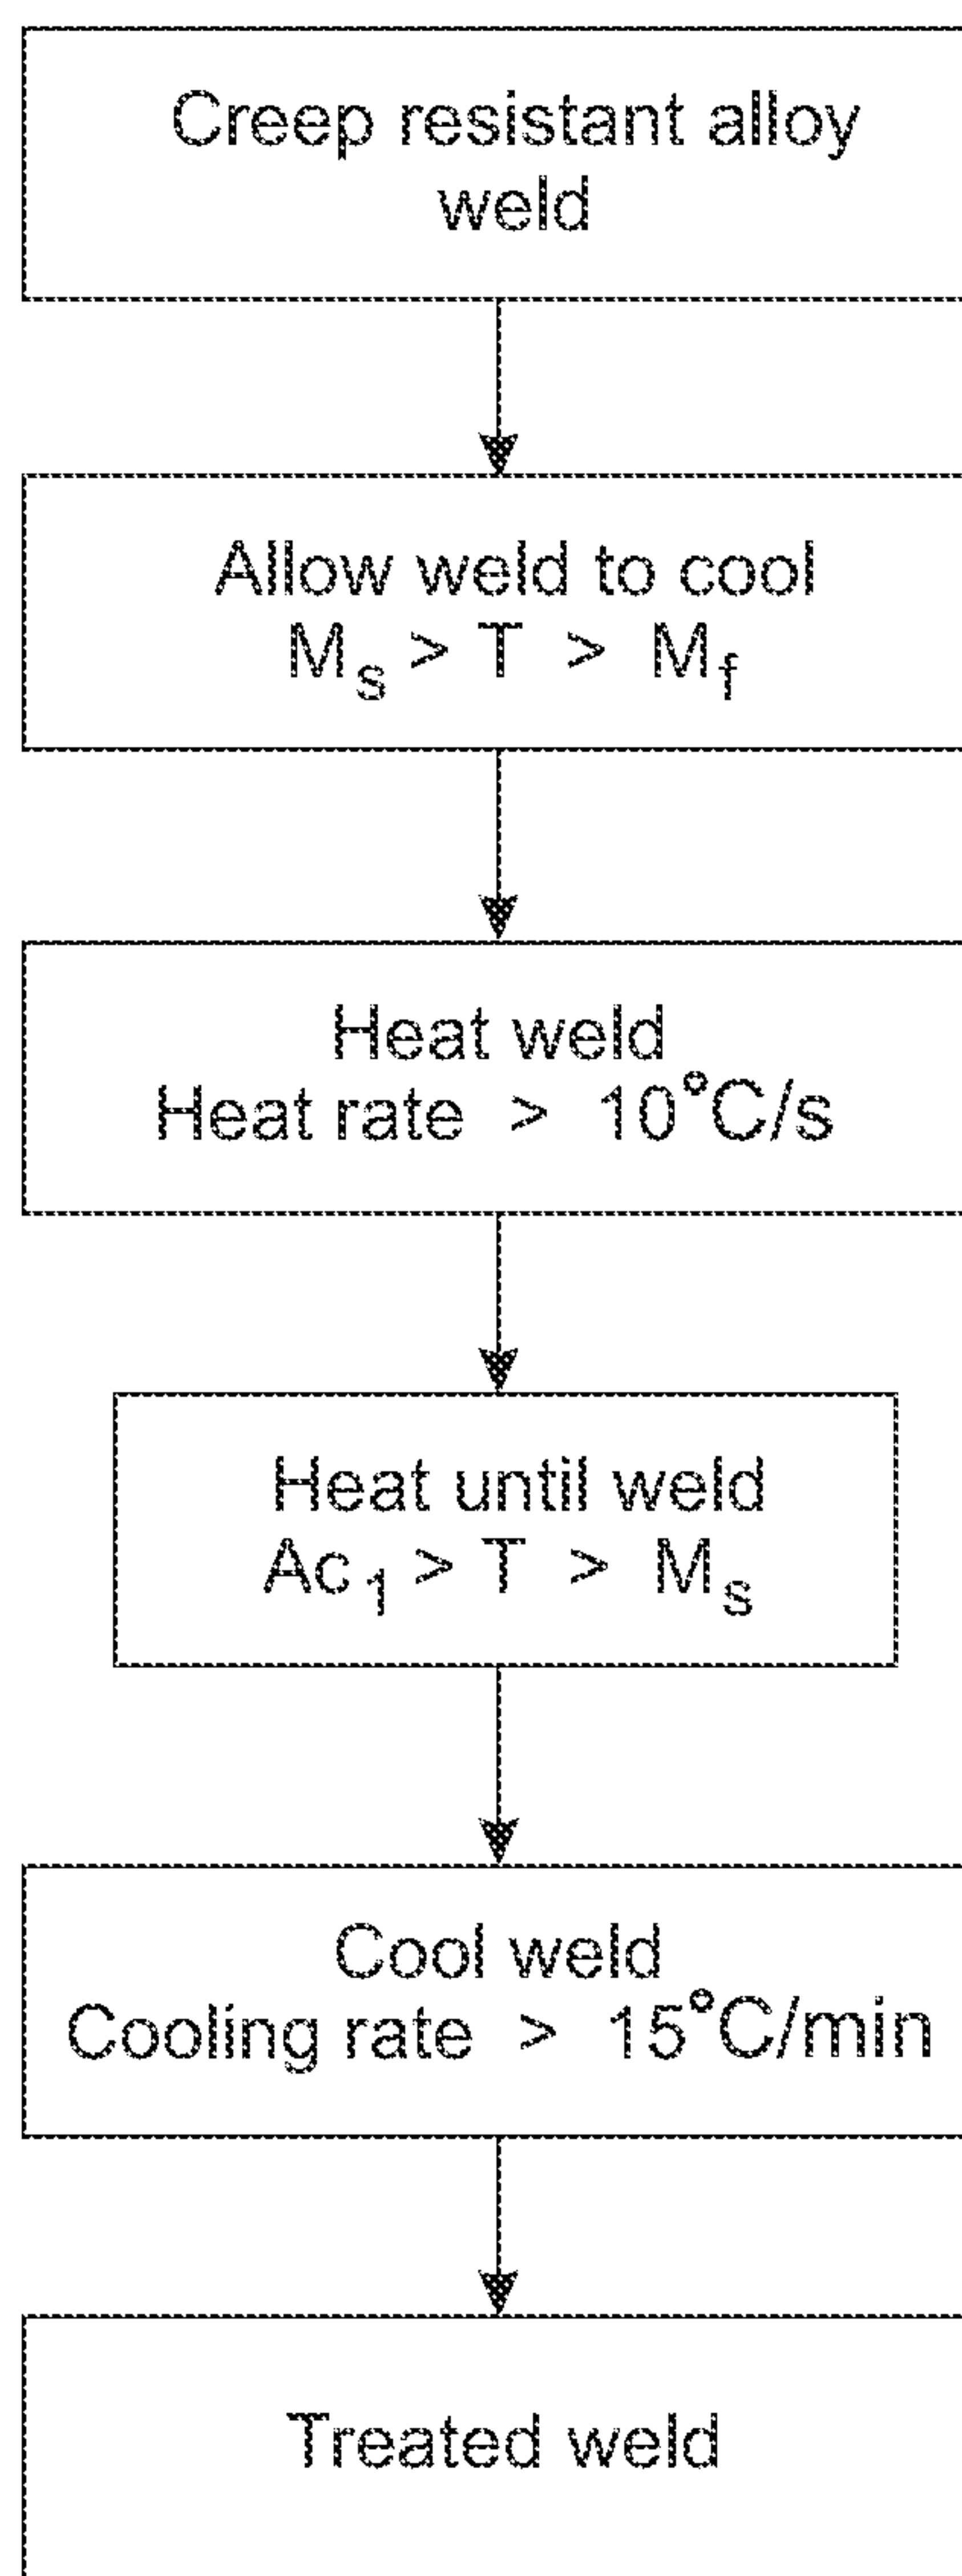 Creep resistant alloy
weld
Allow weld to cool
Ms > T > Mf
Heat weld
Heat rate > 10°C/s
Heat until weld
Ac1 > T > Ms
Cool weld
Cooling rate > 15°C/min
Treated weld